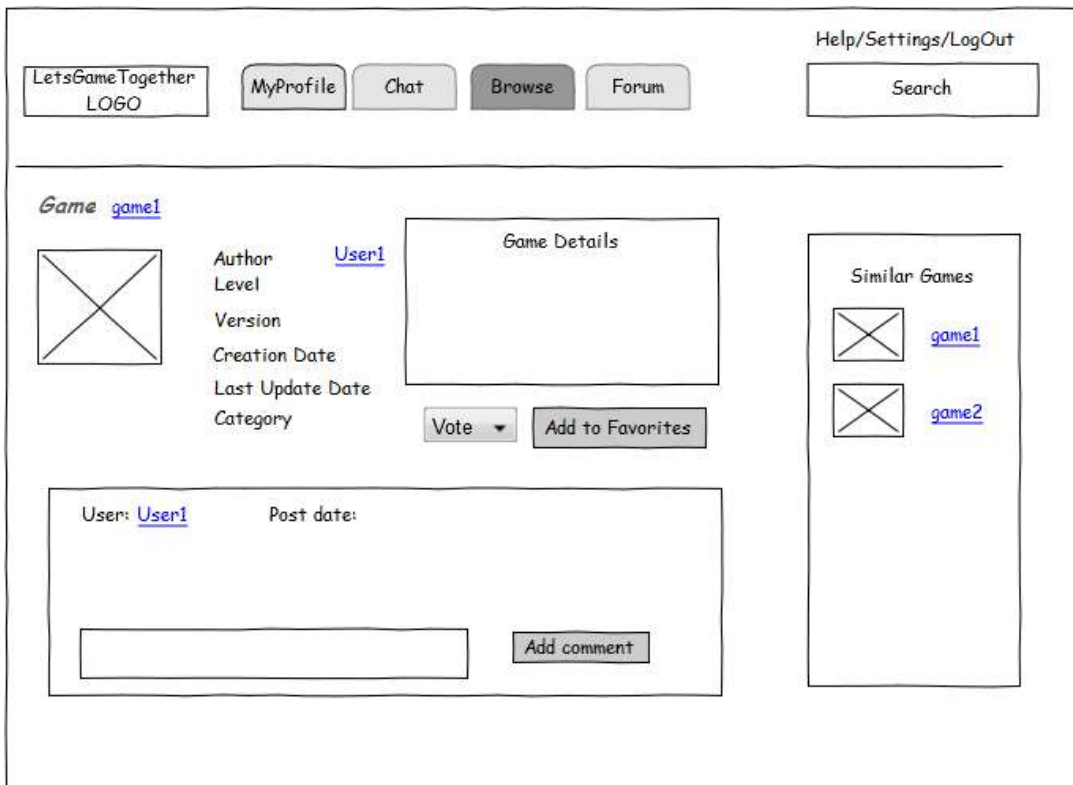 Help/Settings/LogOut
LetsGameTogether
LOGO
MyProfile
Chat
Browse
Forum
Search
Game game1
Author User1
Level
Version
Creation Date
Last Update Date
Category
Game Details
Vote
Add to Favorites
Similar Games
game1
game2
User: User1 Post date:
Add comment